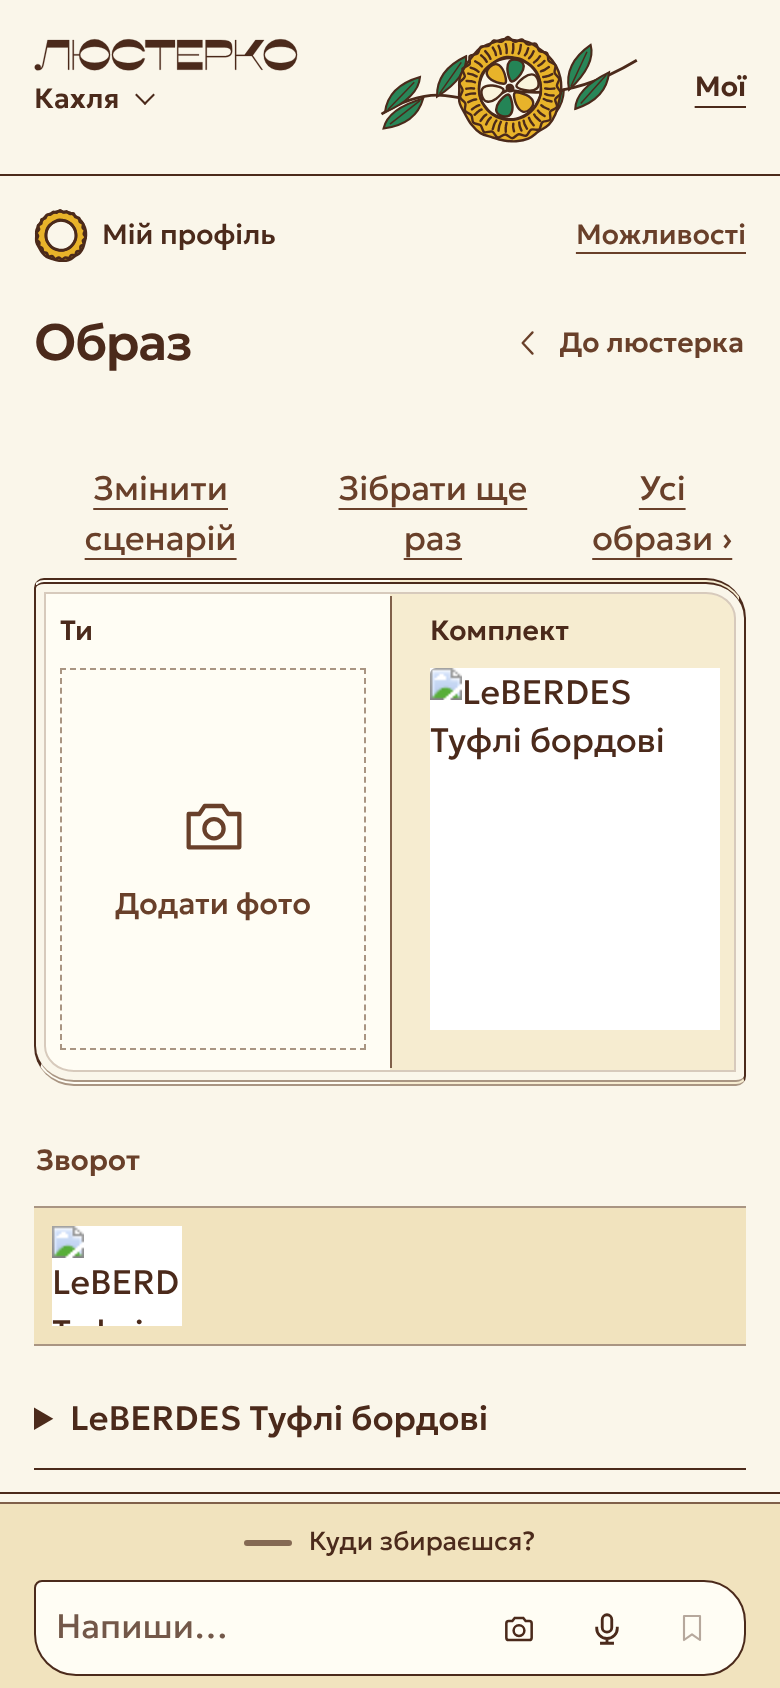 ЛЮСТЕРКО
Кахля
Мої
Мій профіль
Можливості
Образ
До люстерка
Змінити сценарій
Зібрати ще раз
Усі образи ›
Ти
Комплект
LeBERDES
Туфлі бордові
Додати фото
Зворот
LeBERD
LeBERDES Туфлі бордові
Куди збираєшся?
Напиши...